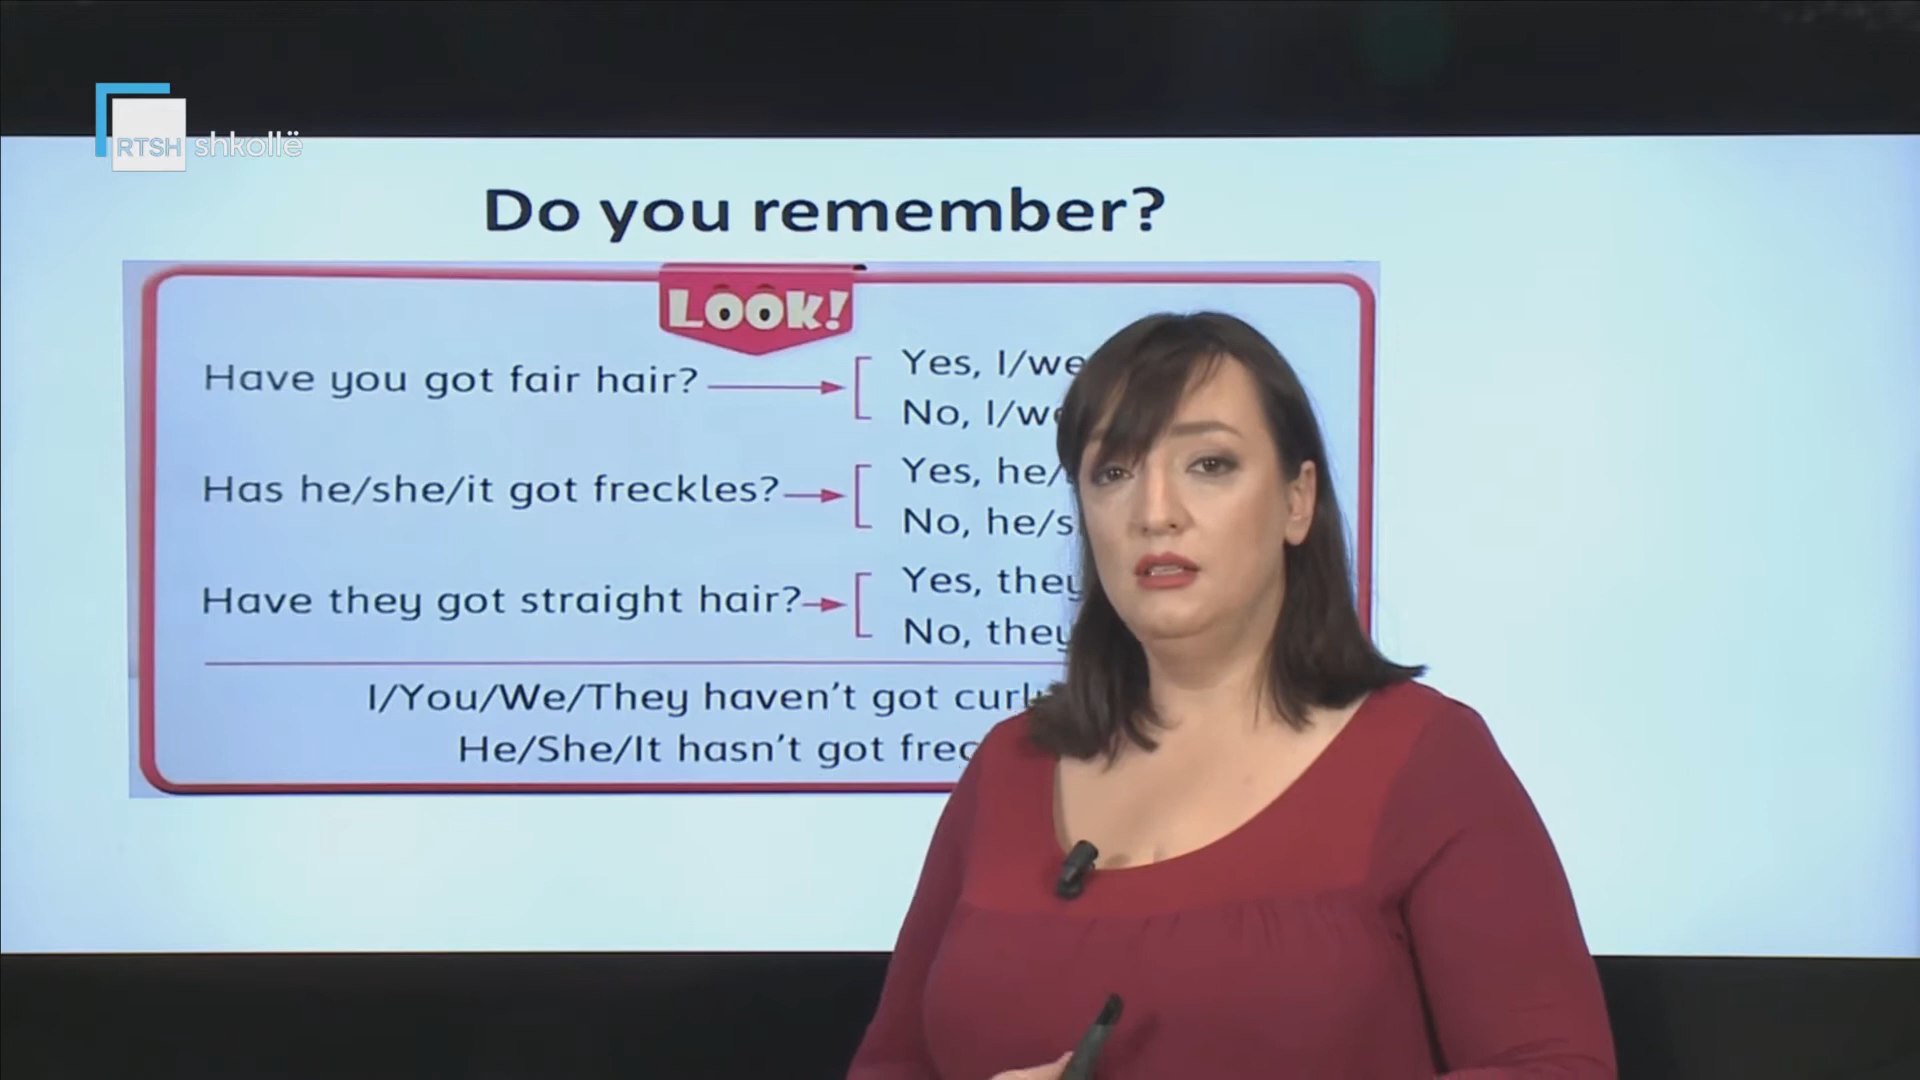 RTSH shkollë
Do you remember?
LOOK!
Have you got fair hair?
Yes, I/we
No, I/we
Has he/she/it got freckles?
Yes, he/
No, he/
Have they got straight hair?
Yes, they
No, they
I/You/We/They haven't got
He/She/It hasn't got